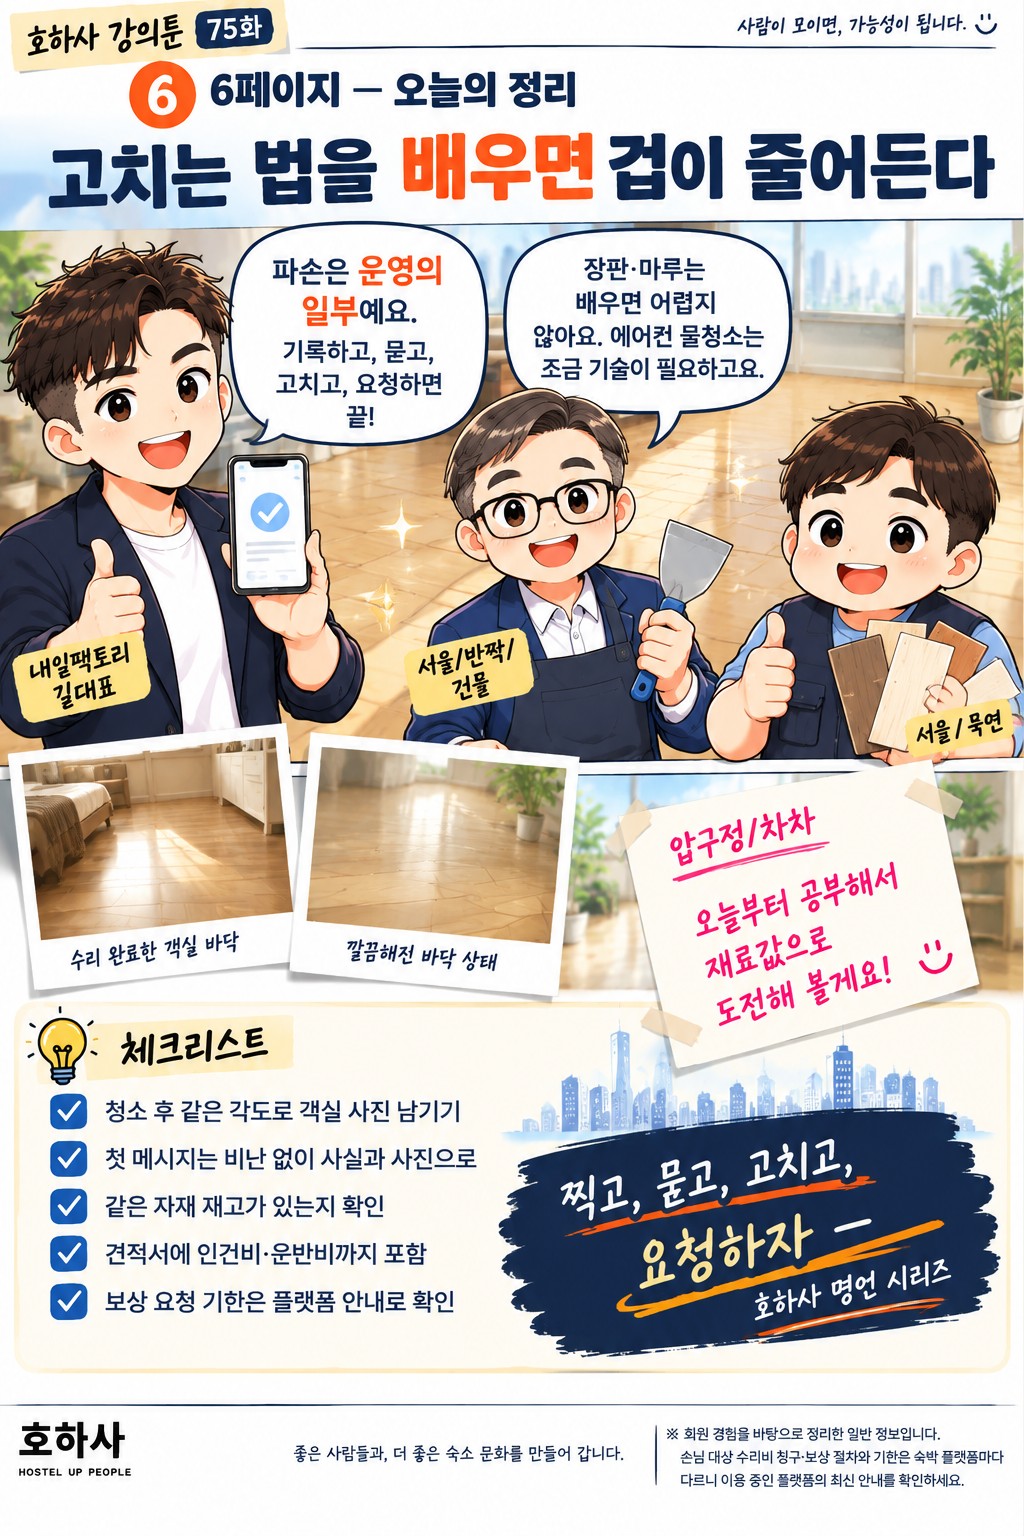 호하사 강의툰 75화
사람이 모이면, 가능성이 됩니다.
6 6페이지 – 오늘의 정리
고치는 법을 배우면 겁이 줄어든다
파손은 운영의
일부예요.
기록하고, 묻고,
고치고, 요청하면
끝!
장판·마루는
배우면 어렵지
않아요. 에어컨 물청소는
조금 기술이 필요하고요.
내일팩토리
길대표
서울/반짝/
건물
서울/묵연
수리 완료한 객실 바닥
깔끔해전 바닥 상태
압구정/차차
오늘부터 공부해서
재료값으로
도전해 볼게요!
체크리스트
청소 후 같은 각도로 객실 사진 남기기
첫 메시지는 비난 없이 사실과 사진으로
같은 자재 재고가 있는지 확인
견적서에 인건비·운반비까지 포함
보상 요청 기한은 플랫폼 안내로 확인
찍고, 묻고, 고치고,
요청하자 –
호하사 명언 시리즈
호하사
HOSTEL UP PEOPLE
좋은 사람들과, 더 좋은 숙소 문화를 만들어 갑니다.
※ 회원 경험을 바탕으로 정리한 일반 정보입니다.
손님 대상 수리비 청구·보상 절차와 기한은 숙박 플랫폼마다
다르니 이용 중인 플랫폼의 최신 안내를 확인하세요.